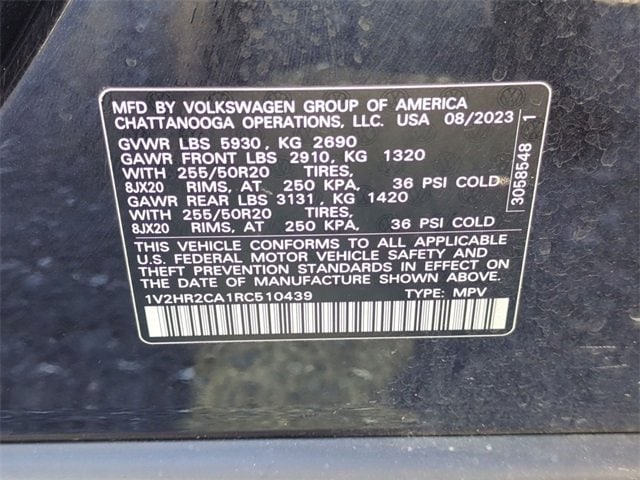 MFD BY VOLKSWAGEN GROUP OF AMERICA
CHATTANOOGA OPERATIONS, LLC. USA 08/2023
GVWR LBS 5930, KG 2690
GAWR FRONT LBS 2910, KG 1320
WITH 255/50R20 TIRES,
8JX20 RIMS, AT 250 KPA, 36 PSI COLD
GAWR REAR LBS 3131, KG 1420
WITH 255/50R20 TIRES,
8JX20 RIMS, AT 250 KPA, 36 PSI COLD
THIS VEHICLE CONFORMS TO ALL APPLICABLE
U.S. FEDERAL MOTOR VEHICLE SAFETY AND
THEFT PREVENTION STANDARDS IN EFFECT ON
THE DATE OF MANUFACTURE SHOWN ABOVE.
1V2HR2CA1RC510439 TYPE: MPV
3058548 1